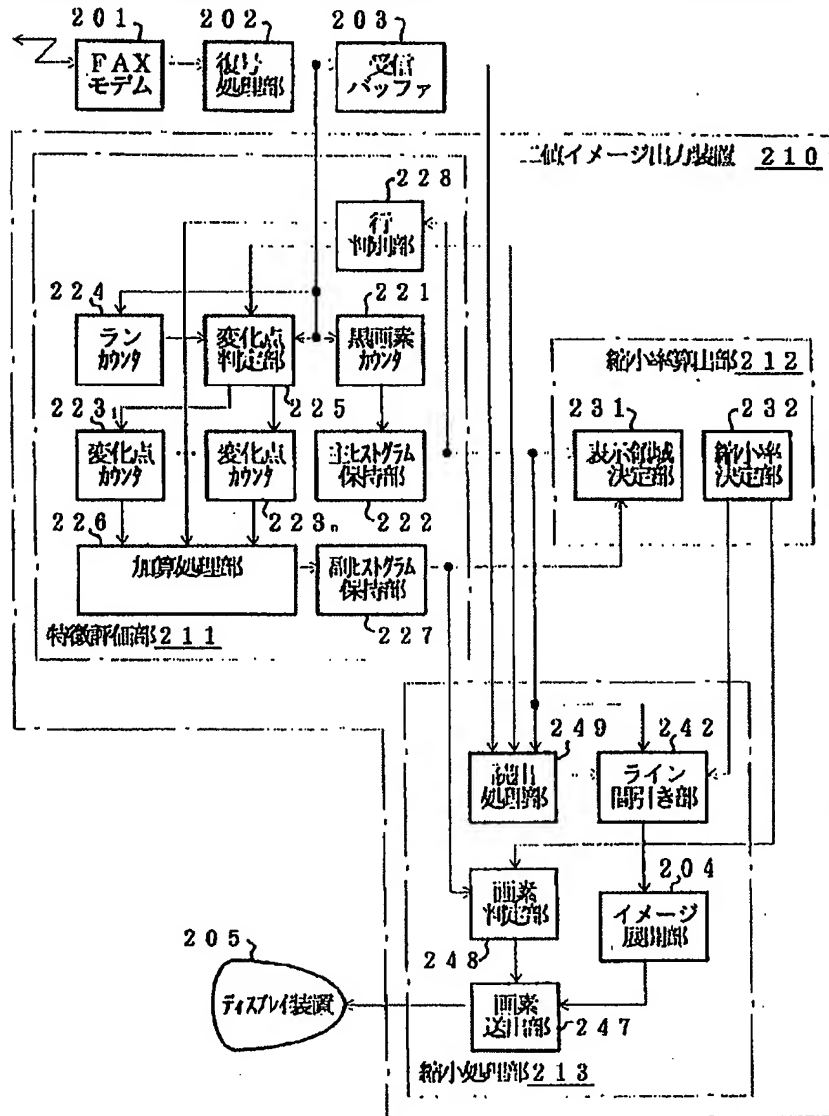 201
202
203
FAX
モデム
復号
処理部
受信
バッファ
二値イメージ出力装置 210
228
行
判別部
224
221
ラン
カウンタ
変化点
判定部
黒画素
カウンタ
縮小率算出部 212
223₁
225
231
232
変化点
カウンタ
変化点
カウンタ
主ヒストグラム
保持部
表示領域
決定部
縮小率
決定部
226
223ₙ
222
加算処理部
副ヒストグラム
保持部
特徴評価部 211
227
249
242
読出
処理部
ライン
間引き部
204
画素
判定部
イメージ
展開部
205
248
ディスプレイ装置
画素
送出部
247
縮小処理部 213